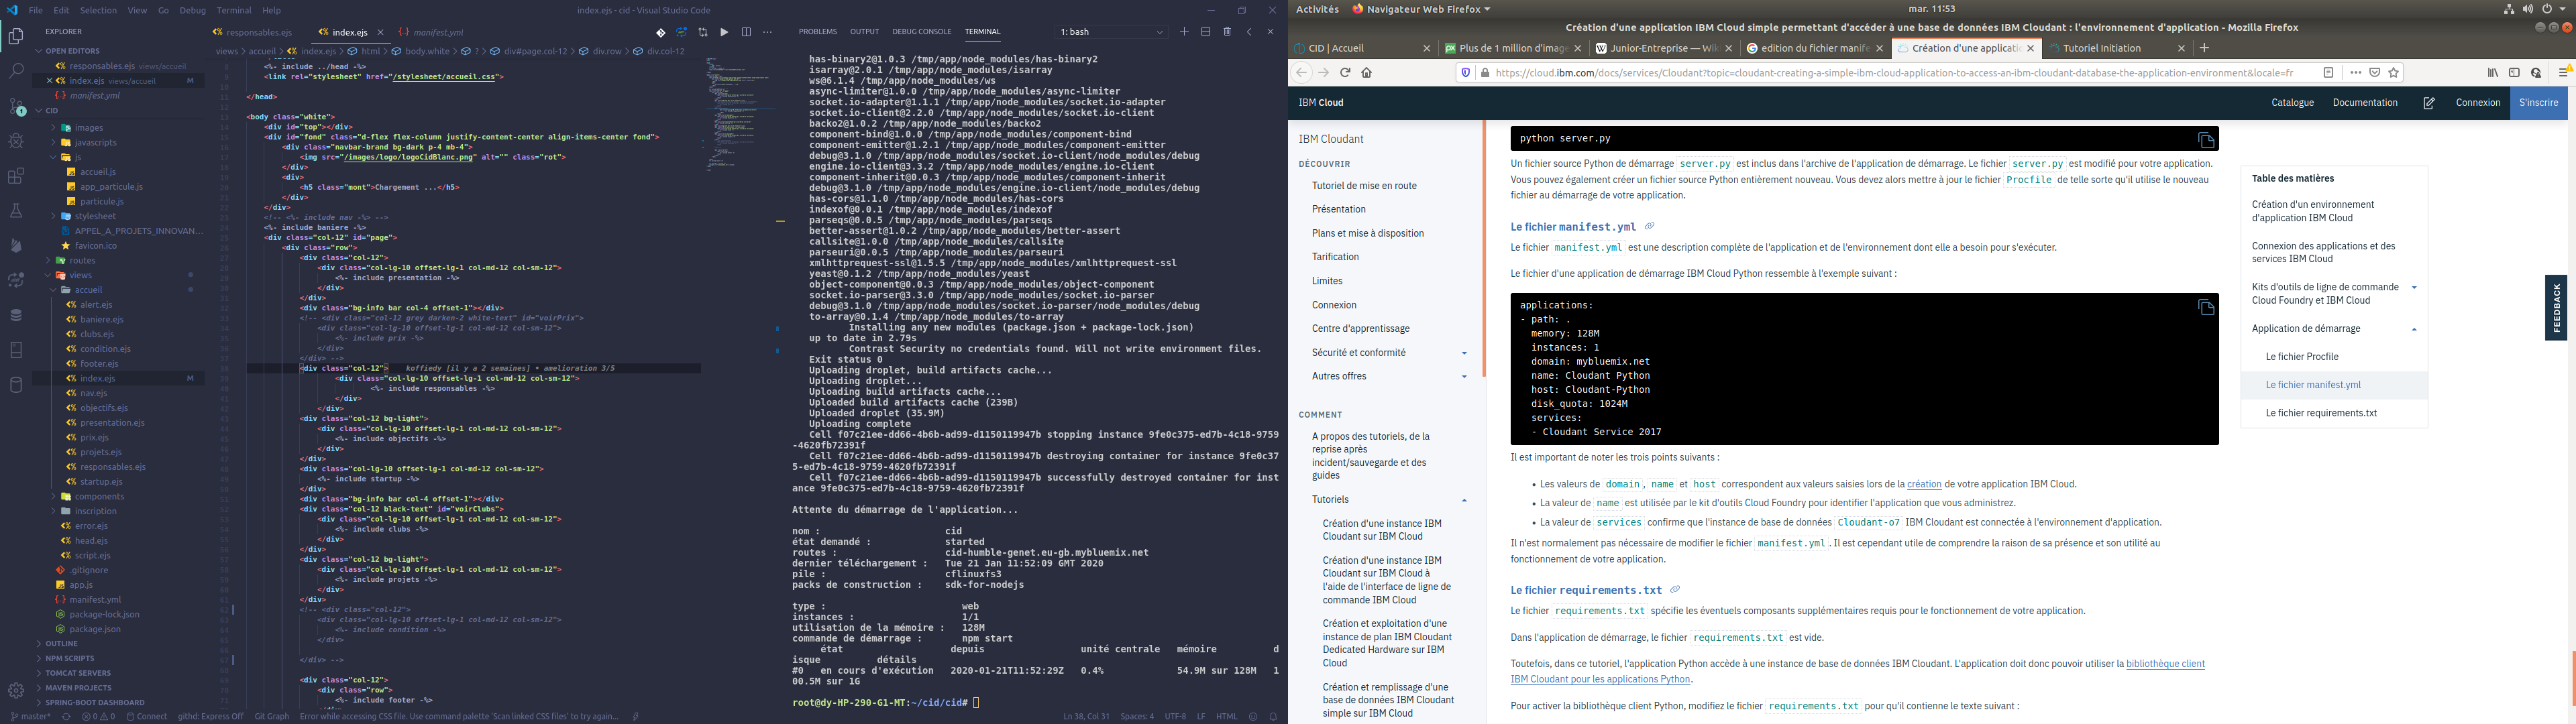 File Edit Selection View Go Debug Terminal Help
index.ejs - cid - Visual Studio Code
EXPLORER
OPEN EDITORS
responsables.ejs views/accueil
index.ejs views/accueil M
manifest.yml
CID
images
javascripts
js
accueil.js
app_particule.js
particule.js
stylesheet
APPEL_A_PROJETS_INNOVAN...
favicon.ico
routes
views
accueil
alert.ejs
baniere.ejs
clubs.ejs
condition.ejs
footer.ejs
index.ejs M
nav.ejs
objectifs.ejs
presentation.ejs
prix.ejs
projets.ejs
responsables.ejs
startup.ejs
components
inscription
error.ejs
head.ejs
script.ejs
.gitignore
app.js
manifest.yml
package-lock.json
package.json
OUTLINE
NPM SCRIPTS
TOMCAT SERVERS
MAVEN PROJECTS
SPRING-BOOT DASHBOARD
responsables.ejs index.ejs manifest.yml
views > accueil > index.ejs > html > body.white > ? > div#page.col-12 > div.row > div.col-12
<%- include ../head -%>
<link rel="stylesheet" href="/stylesheet/accueil.css">
</head>
<body class="white">
<div id="top"></div>
<div id="fond" class="d-flex flex-column justify-content-center align-items-center fond">
<div class="navbar-brand bg-dark p-4 mb-4">
<img src="/images/logo/logoCidBlanc.png" alt="" class="rot">
</div>
<div>
<h5 class="mont">Chargement ...</h5>
</div>
</div>
<!-- <%- include nav -%> -->
<%- include baniere -%>
<div class="col-12" id="page">
<div class="row">
<div class="col-12">
<div class="col-lg-10 offset-lg-1 col-md-12 col-sm-12">
<%- include presentation -%>
</div>
</div>
<div class="bg-info bar col-4 offset-1"></div>
<!-- <div class="col-12 grey darken-2 white-text" id="voirPrix">
<div class="col-lg-10 offset-lg-1 col-md-12 col-sm-12">
<%- include prix -%>
</div>
</div> -->
<div class="col-12"> koffiedy [il y a 2 semaines] • amelioration 3/5
<div class="col-lg-10 offset-lg-1 col-md-12 col-sm-12">
<%- include responsables -%>
</div>
</div>
<div class="col-12 bg-light">
<div class="col-lg-10 offset-lg-1 col-md-12 col-sm-12">
<%- include objectifs -%>
</div>
</div>
<div class="col-lg-10 offset-lg-1 col-md-12 col-sm-12">
<%- include startup -%>
</div>
<div class="bg-info bar col-4 offset-1"></div>
<div class="col-12 black-text" id="voirClubs">
<div class="col-lg-10 offset-lg-1 col-md-12 col-sm-12">
<%- include clubs -%>
</div>
</div>
<div class="col-12 bg-light">
<div class="col-lg-10 offset-lg-1 col-md-12 col-sm-12">
<%- include projets -%>
</div>
</div>
<!-- <div class="col-12">
<div class="col-lg-10 offset-lg-1 col-md-12 col-sm-12">
<%- include condition -%>
</div>
</div> -->
<div class="col-12">
<div class="row">
<%- include footer -%>
PROBLEMS OUTPUT DEBUG CONSOLE TERMINAL 1: bash
has-binary2@1.0.3 /tmp/app/node_modules/has-binary2
isarray@2.0.1 /tmp/app/node_modules/isarray
ws@6.1.4 /tmp/app/node_modules/ws
async-limiter@1.0.0 /tmp/app/node_modules/async-limiter
socket.io-adapter@1.1.1 /tmp/app/node_modules/socket.io-adapter
socket.io-client@2.2.0 /tmp/app/node_modules/socket.io-client
backo2@1.0.2 /tmp/app/node_modules/backo2
component-bind@1.0.0 /tmp/app/node_modules/component-bind
component-emitter@1.2.1 /tmp/app/node_modules/component-emitter
debug@3.1.0 /tmp/app/node_modules/socket.io-client/node_modules/debug
engine.io-client@3.3.2 /tmp/app/node_modules/engine.io-client
component-inherit@0.0.3 /tmp/app/node_modules/component-inherit
debug@3.1.0 /tmp/app/node_modules/engine.io-client/node_modules/debug
has-cors@1.1.0 /tmp/app/node_modules/has-cors
indexof@0.0.1 /tmp/app/node_modules/indexof
parseqs@0.0.5 /tmp/app/node_modules/parseqs
better-assert@1.0.2 /tmp/app/node_modules/better-assert
callsite@1.0.0 /tmp/app/node_modules/callsite
parseuri@0.0.5 /tmp/app/node_modules/parseuri
xmlhttprequest-ssl@1.5.5 /tmp/app/node_modules/xmlhttprequest-ssl
yeast@0.1.2 /tmp/app/node_modules/yeast
object-component@0.0.3 /tmp/app/node_modules/object-component
socket.io-parser@3.3.0 /tmp/app/node_modules/socket.io-parser
debug@3.1.0 /tmp/app/node_modules/socket.io-parser/node_modules/debug
to-array@0.1.4 /tmp/app/node_modules/to-array
Installing any new modules (package.json + package-lock.json)
up to date in 2.79s
Contrast Security no credentials found. Will not write environment files.
Exit status 0
Uploading droplet, build artifacts cache...
Uploading droplet...
Uploading build artifacts cache...
Uploaded build artifacts cache (239B)
Uploaded droplet (35.9M)
Uploading complete
Cell f07c21ee-dd66-4b6b-ad99-d1150119947b stopping instance 9fe0c375-ed7b-4c18-9759
-4620fb72391f
Cell f07c21ee-dd66-4b6b-ad99-d1150119947b destroying container for instance 9fe0c37
5-ed7b-4c18-9759-4620fb72391f
Cell f07c21ee-dd66-4b6b-ad99-d1150119947b successfully destroyed container for inst
ance 9fe0c375-ed7b-4c18-9759-4620fb72391f
Attente du démarrage de l'application...
nom : cid
état demandé : started
routes : cid-humble-genet.eu-gb.mybluemix.net
dernier téléchargement : Tue 21 Jan 11:52:09 GMT 2020
pile : cflinuxfs3
packs de construction : sdk-for-nodejs
type : web
instances : 1/1
utilisation de la mémoire : 128M
commande de démarrage : npm start
état depuis unité centrale mémoire d
isque détails
#0 en cours d'exécution 2020-01-21T11:52:29Z 0.4% 54.9M sur 128M 1
00.5M sur 1G
root@dy-HP-290-G1-MT:~/cid/cid#
master* 0 0 Connect githd: Express Off Git Graph Error while accessing CSS file. Use command palette 'Scan linked CSS files' to try again... Ln 38, Col 31 Spaces: 4 UTF-8 LF HTML
Activités Navigateur Web Firefox mar. 11:53
Création d'une application IBM Cloud simple permettant d'accéder à une base de données IBM Cloudant : l'environnement d'application - Mozilla Firefox
CID | Accueil Plus de 1 million d'image Junior-Entreprise — Wiki edition du fichier manife Création d'une applicatio Tutoriel Initiation
https://cloud.ibm.com/docs/services/Cloudant?topic=cloudant-creating-a-simple-ibm-cloud-application-to-access-an-ibm-cloudant-database-the-application-environment&locale=fr
IBM Cloud Catalogue Documentation Connexion S'inscrire
IBM Cloudant
DÉCOUVRIR
Tutoriel de mise en route
Présentation
Plans et mise à disposition
Tarification
Limites
Connexion
Centre d'apprentissage
Sécurité et conformité
Autres offres
COMMENT
A propos des tutoriels, de la
reprise après
incident/sauvegarde et des
guides
Tutoriels
Création d'une instance IBM
Cloudant sur IBM Cloud
Création d'une instance IBM
Cloudant sur IBM Cloud à
l'aide de l'interface de ligne de
commande IBM Cloud
Création et exploitation d'une
instance de plan IBM Cloudant
Dedicated Hardware sur IBM
Cloud
Création et remplissage d'une
base de données IBM Cloudant
simple sur IBM Cloud
python server.py
Un fichier source Python de démarrage server.py est inclus dans l'archive de l'application de démarrage. Le fichier server.py est modifié pour votre application.
Vous pouvez également créer un fichier source Python entièrement nouveau. Vous devez alors mettre à jour le fichier Procfile de telle sorte qu'il utilise le nouveau
fichier au démarrage de votre application.
Le fichier manifest.yml
Le fichier manifest.yml est une description complète de l'application et de l'environnement dont elle a besoin pour s'exécuter.
Le fichier d'une application de démarrage IBM Cloud Python ressemble à l'exemple suivant :
applications:
- path: .
memory: 128M
instances: 1
domain: mybluemix.net
name: Cloudant Python
host: Cloudant-Python
disk_quota: 1024M
services:
- Cloudant Service 2017
Il est important de noter les trois points suivants :
• Les valeurs de domain, name et host correspondent aux valeurs saisies lors de la création de votre application IBM Cloud.
• La valeur de name est utilisée par le kit d'outils Cloud Foundry pour identifier l'application que vous administrez.
• La valeur de services confirme que l'instance de base de données Cloudant-o7 IBM Cloudant est connectée à l'environnement d'application.
Il n'est normalement pas nécessaire de modifier le fichier manifest.yml. Il est cependant utile de comprendre la raison de sa présence et son utilité au
fonctionnement de votre application.
Le fichier requirements.txt
Le fichier requirements.txt spécifie les éventuels composants supplémentaires requis pour le fonctionnement de votre application.
Dans l'application de démarrage, le fichier requirements.txt est vide.
Toutefois, dans ce tutoriel, l'application Python accède à une instance de base de données IBM Cloudant. L'application doit donc pouvoir utiliser la bibliothèque client
IBM Cloudant pour les applications Python.
Pour activer la bibliothèque client Python, modifiez le fichier requirements.txt pour qu'il contienne le texte suivant :
Table des matières
Création d'un environnement
d'application IBM Cloud
Connexion des applications et des
services IBM Cloud
Kits d'outils de ligne de commande
Cloud Foundry et IBM Cloud
Application de démarrage
Le fichier Procfile
Le fichier manifest.yml
Le fichier requirements.txt
FEEDBACK